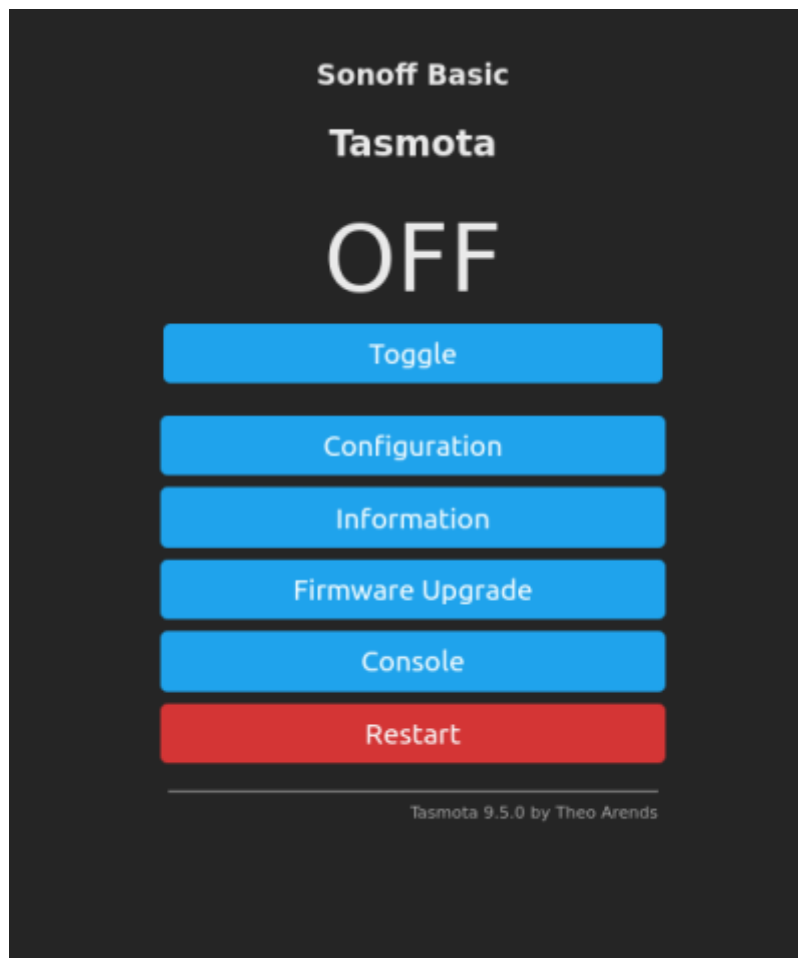 Sonoff Basic
Tasmota
OFF
Toggle
Configuration
Information
Firmware Upgrade
Console
Restart
Tasmota 9.5.0 by Theo Arends